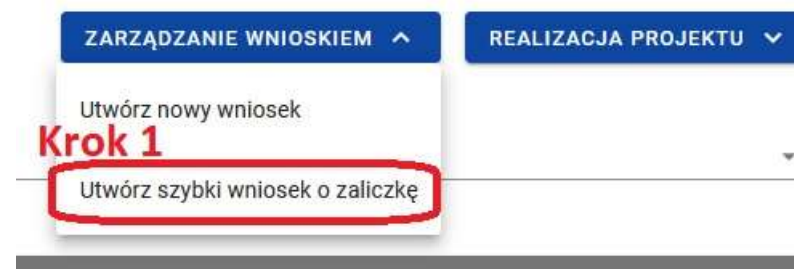 ZARZĄDZANIE WNIOSKIEM
REALIZACJA PROJEKTU
Utwórz nowy wniosek
Krok 1
Utwórz szybki wniosek o zaliczkę